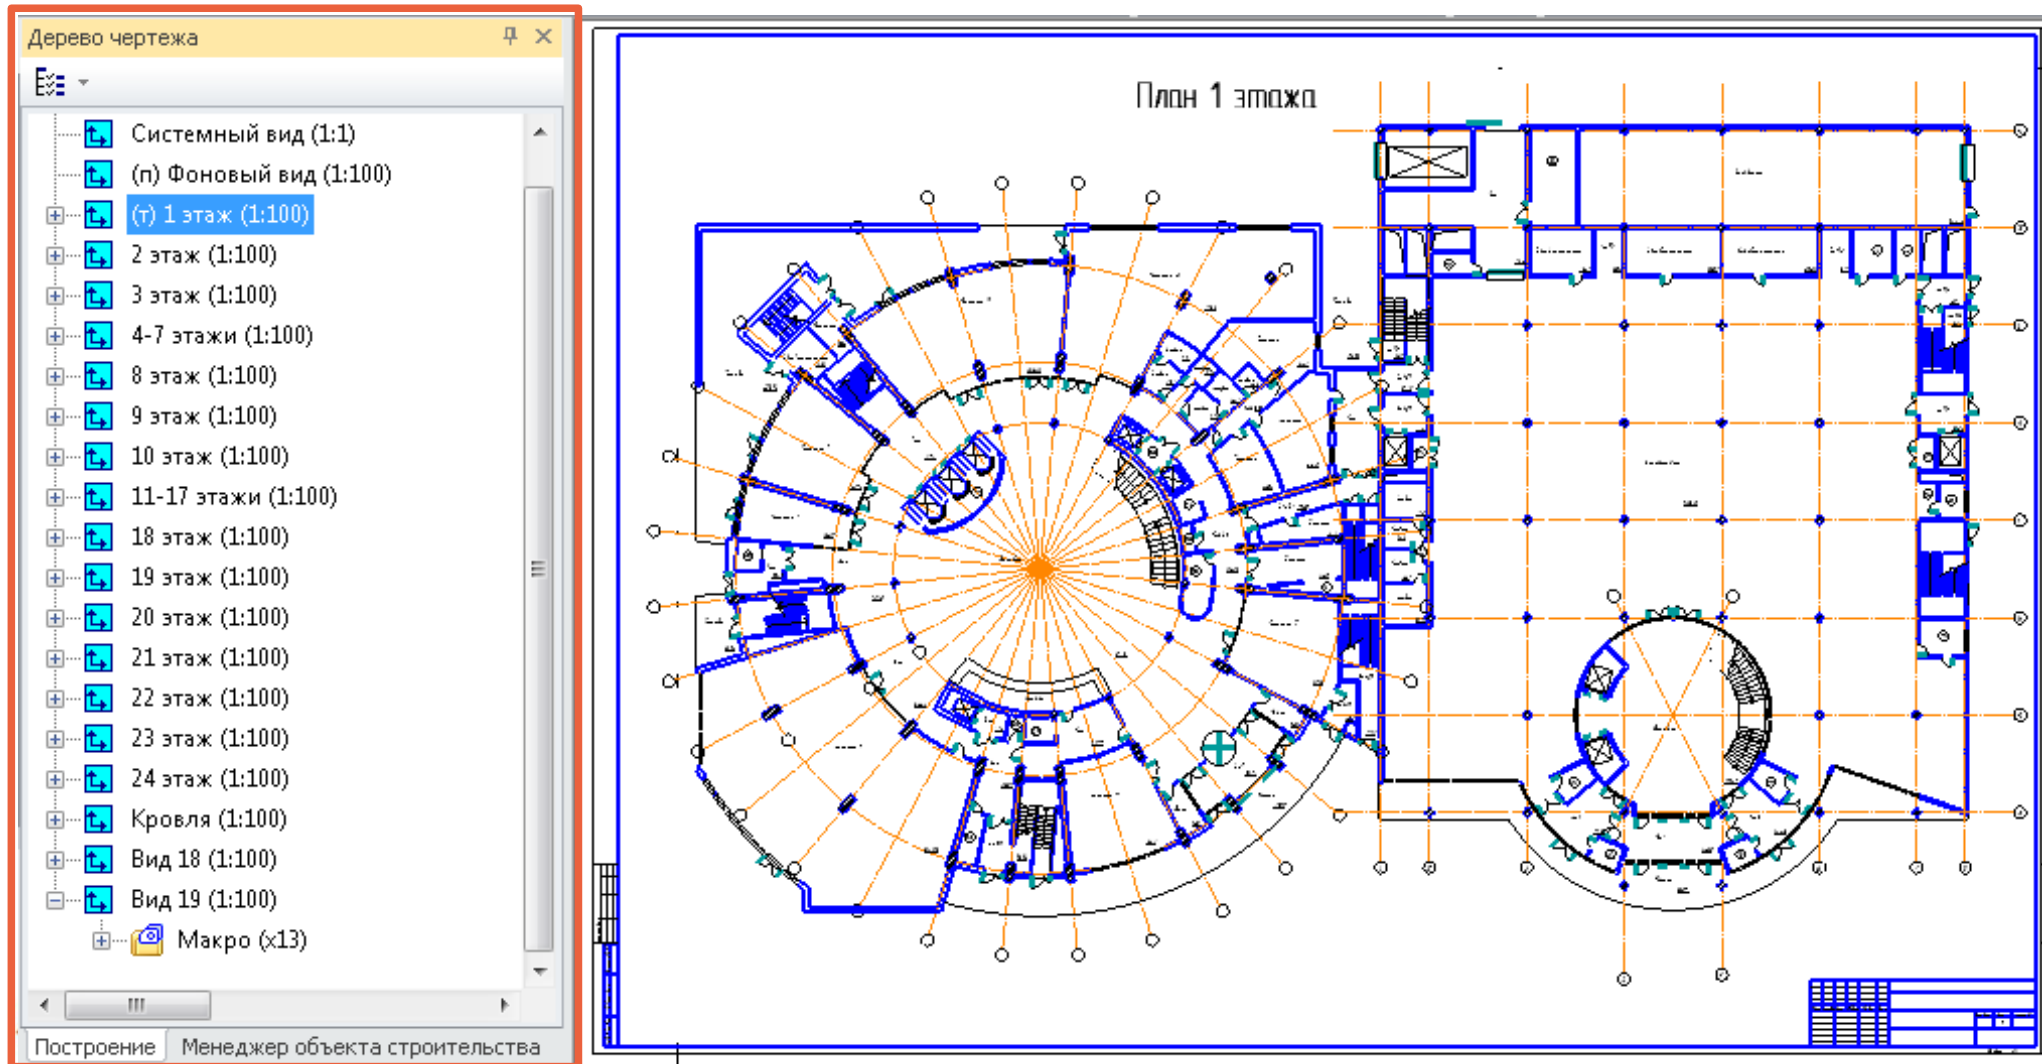 Дерево чертежа
Системный вид (1:1)
(п) Фоновый вид (1:100)
(т) 1 этаж (1:100)
2 этаж (1:100)
3 этаж (1:100)
4-7 этажи (1:100)
8 этаж (1:100)
9 этаж (1:100)
10 этаж (1:100)
11-17 этажи (1:100)
18 этаж (1:100)
19 этаж (1:100)
20 этаж (1:100)
21 этаж (1:100)
22 этаж (1:100)
23 этаж (1:100)
24 этаж (1:100)
Кровля (1:100)
Вид 18 (1:100)
Вид 19 (1:100)
Макро (x13)
Построение
Менеджер объекта строительства
План 1 этажа